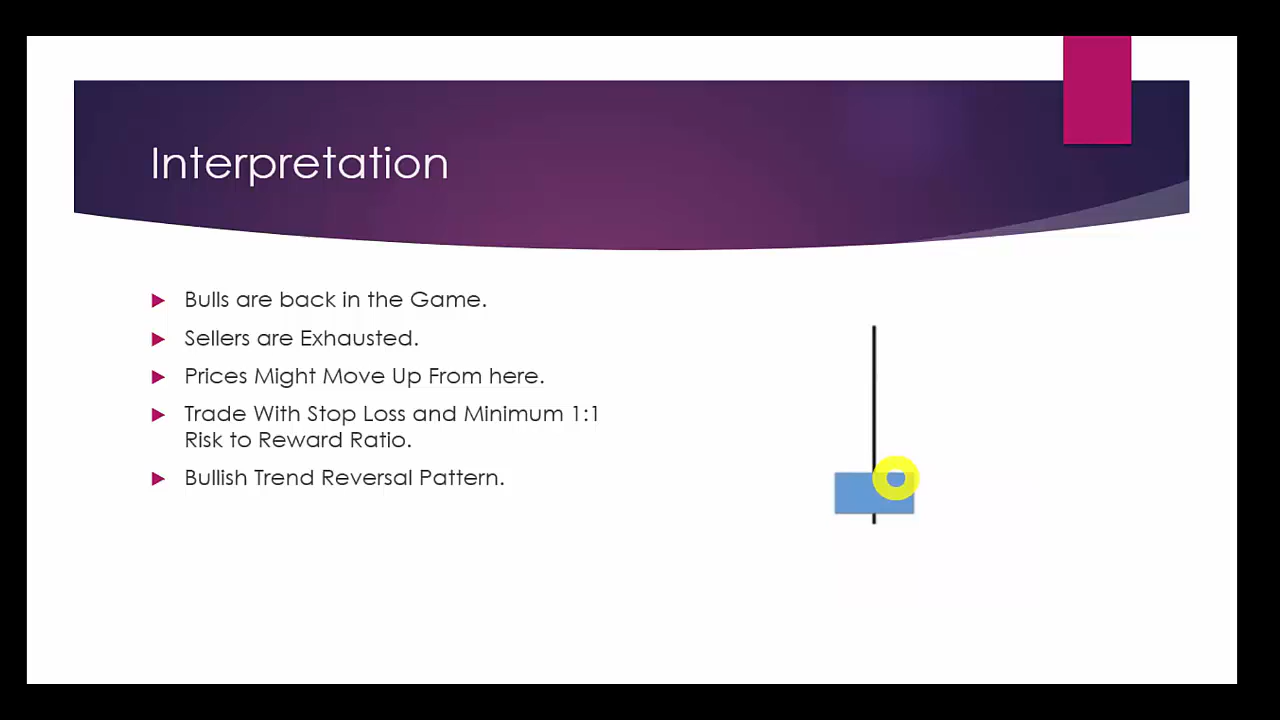 Interpretation
Bulls are back in the Game.
Sellers are Exhausted.
Prices Might Move Up From here.
Trade With Stop Loss and Minimum 1:1
Risk to Reward Ratio.
Bullish Trend Reversal Pattern.